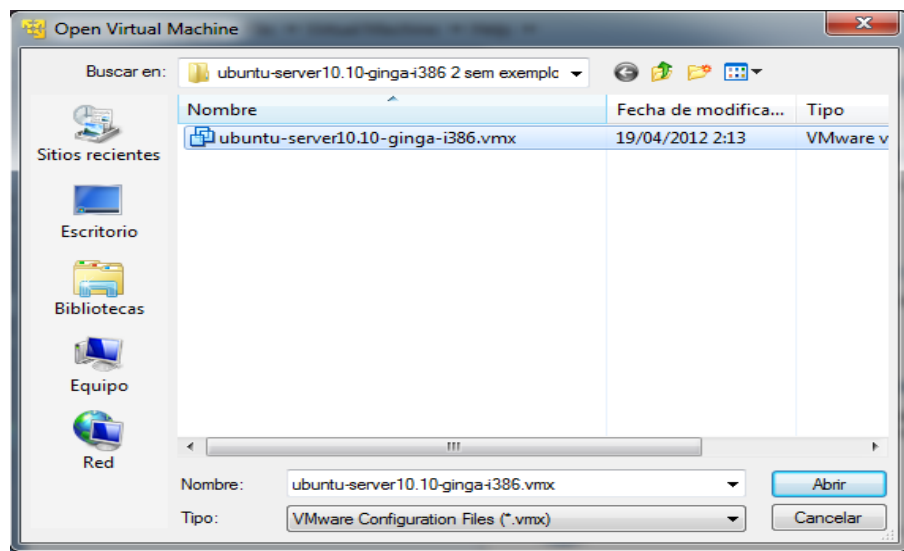 Open Virtual Machine
Buscar en: ubuntu-server10.10-ginga-i386 2 sem exemplo
Nombre Fecha de modifica... Tipo
ubuntu-server10.10-ginga-i386.vmx 19/04/2012 2:13 VMware v
Sitios recientes
Escritorio
Bibliotecas
Equipo
Red
Nombre: ubuntu-server10.10-ginga-i386.vmx Abrir
Tipo: VMware Configuration Files (*.vmx) Cancelar